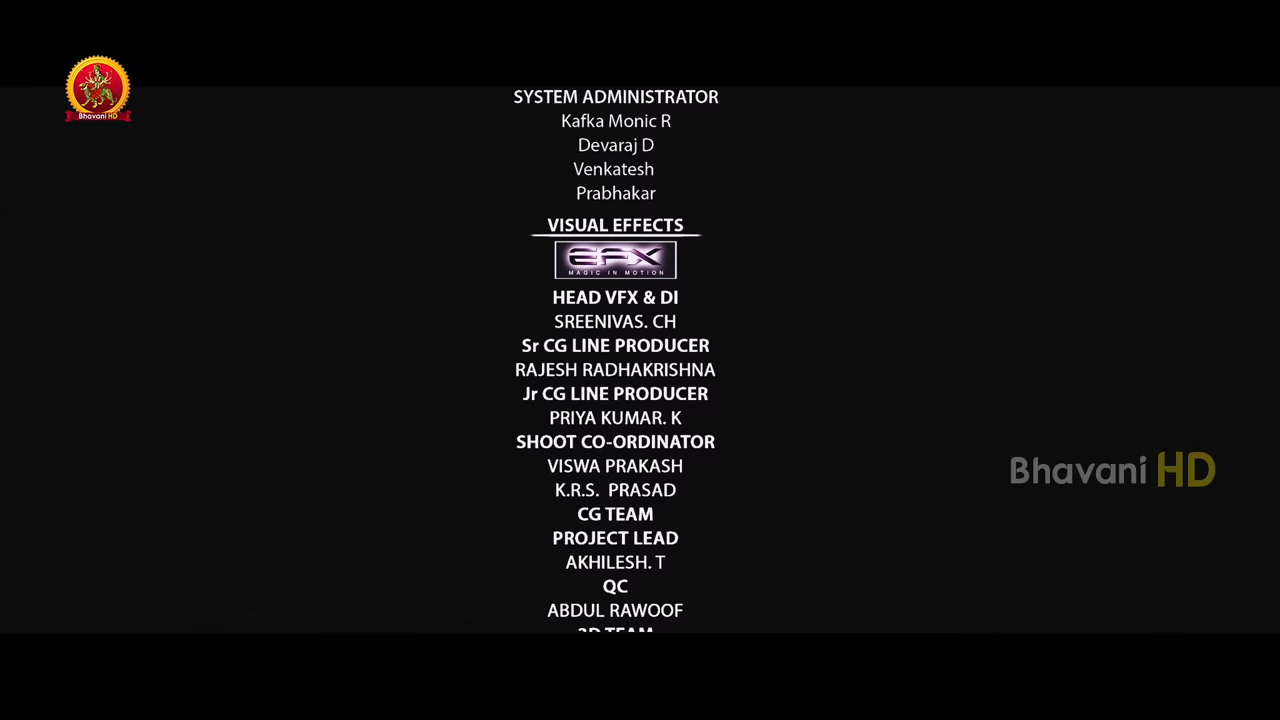 Bhavani HD
SYSTEM ADMINISTRATOR
Kafka Monic R
Devaraj D
Venkatesh
Prabhakar
VISUAL EFFECTS
EFX
MAGIC IN MOTION
HEAD VFX & DI
SREENIVAS. CH
Sr CG LINE PRODUCER
RAJESH RADHAKRISHNA
Jr CG LINE PRODUCER
PRIYA KUMAR. K
SHOOT CO-ORDINATOR
VISWA PRAKASH
K.R.S. PRASAD
Bhavani HD
CG TEAM
PROJECT LEAD
AKHILESH. T
QC
ABDUL RAWOOF